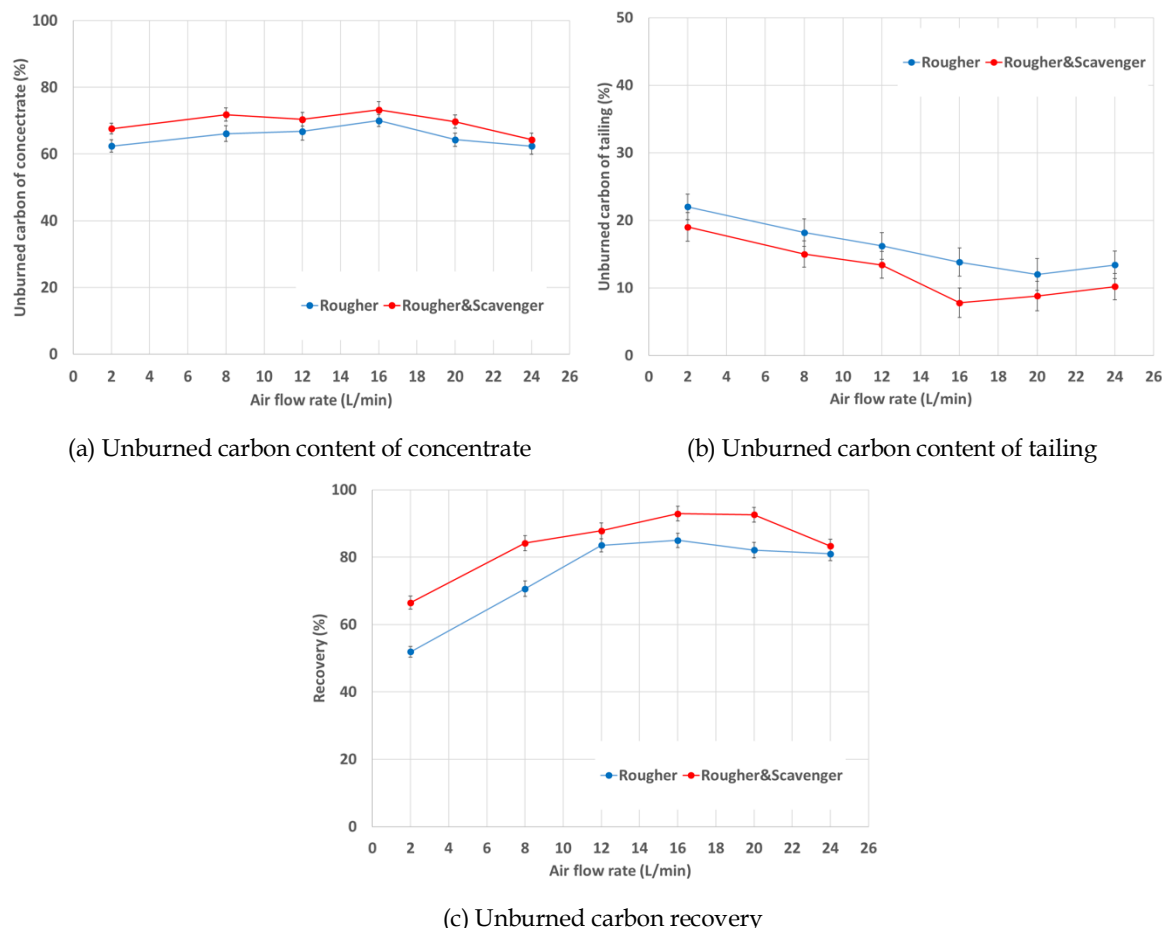 100
80
60
40
20
0
Unburned carbon of concectrate (%)
Rougher Rougher&Scavenger
0 2 4 6 8 10 12 14 16 18 20 22 24 26
Air flow rate (L/min)
(a) Unburned carbon content of concentrate
50
40
30
20
10
0
Unburned carbon of tailing (%)
Rougher Rougher&Scavenger
0 2 4 6 8 10 12 14 16 18 20 22 24 26
Air flow rate (L/min)
(b) Unburned carbon content of tailing
100
80
60
40
20
0
Recovery (%)
Rougher Rougher&Scavenger
0 2 4 6 8 10 12 14 16 18 20 22 24 26
Air flow rate (L/min)
(c) Unburned carbon recovery